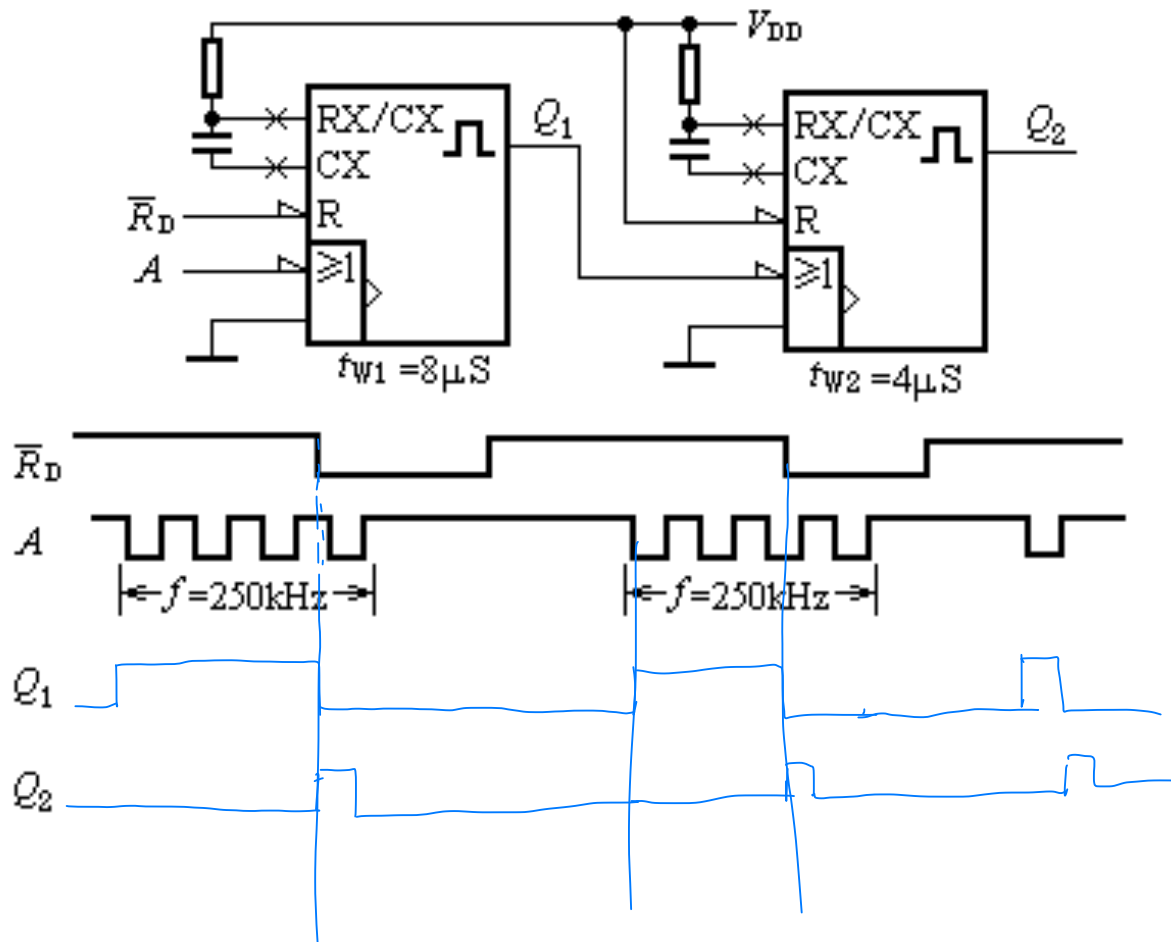 V_DD
RX/CX
Q_1
RX/CX
Q_2
CX
CX
R̅_D
R
R
A
≥1
≥1
t_W1 =8μS
t_W2 =4μS
R̅_D
A
f=250kHz
f=250kHz
Q_1
Q_2